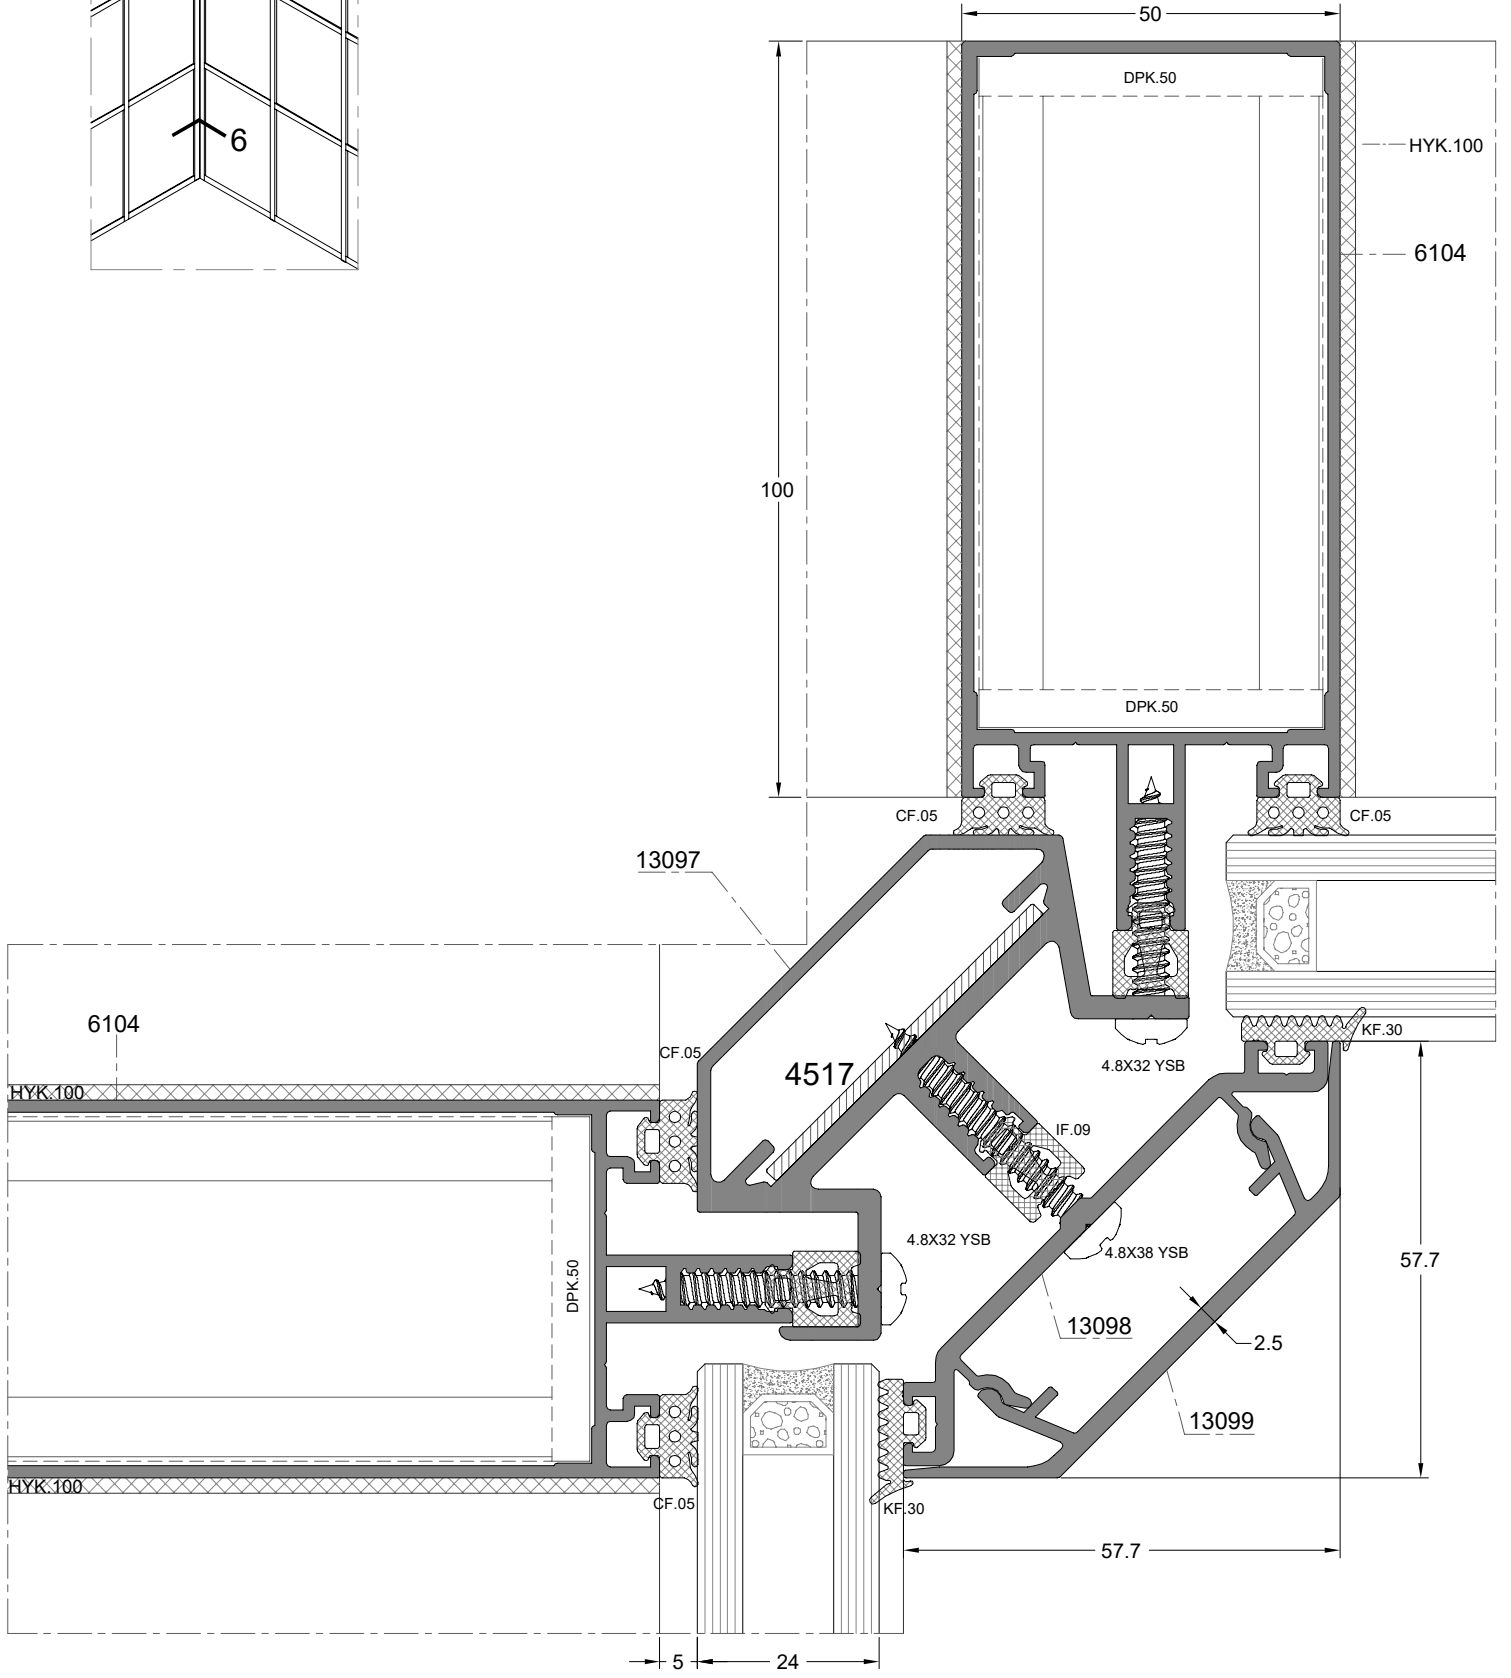 50
DPK.50
6
HYK.100
6104
100
DPK.50
CF.05
CF.05
13097
6104
CF.05
KF.30
4517
4.8X32 YSB
HYK.100
IF.09
4.8X32 YSB
4.8X38 YSB
57.7
DPK.50
13098
2.5
13099
HYK.100
CF.05
KF.30
57.7
5
24